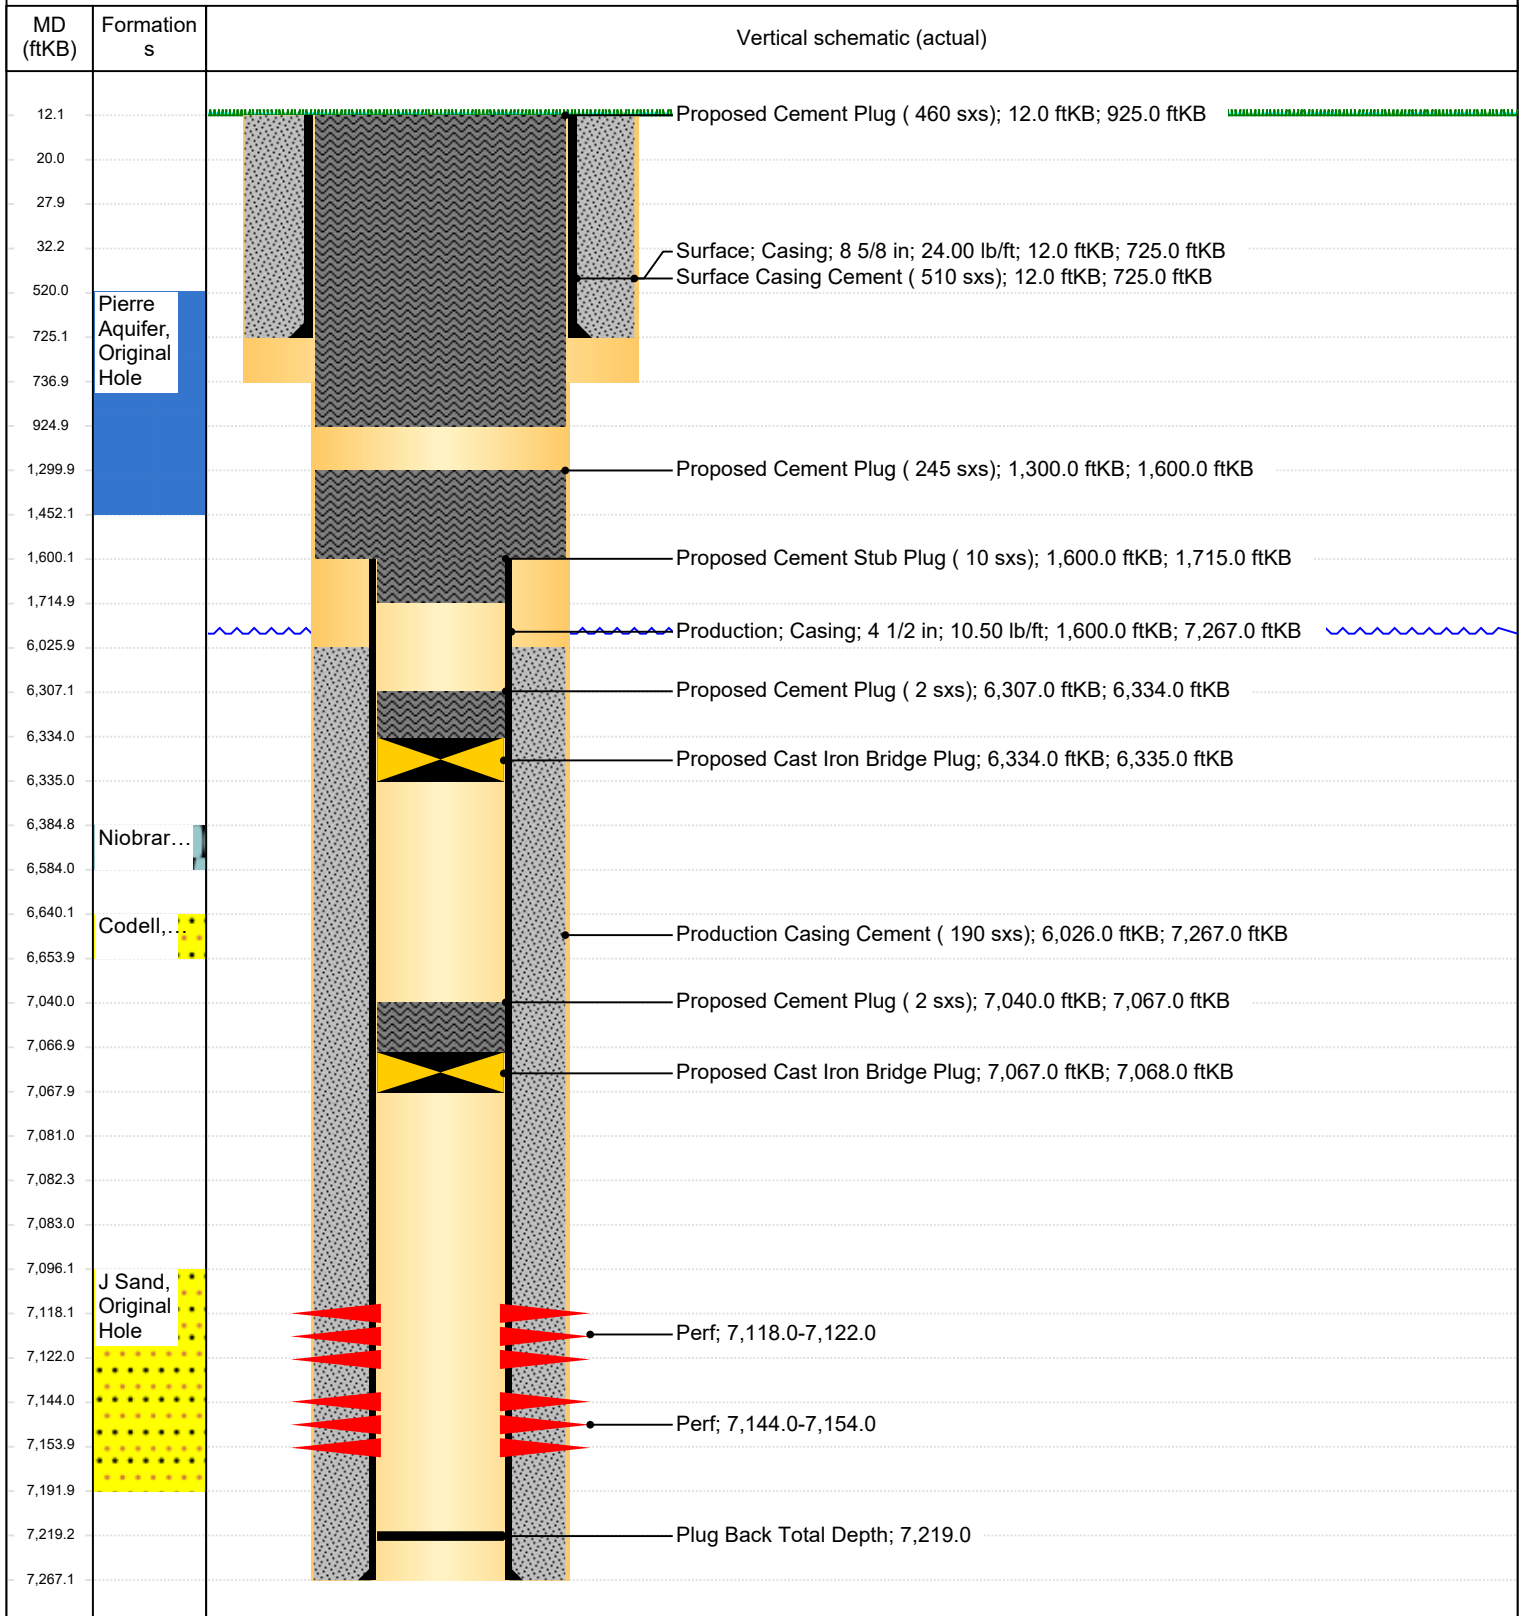 MD
(ftKB)
Formation
s
Vertical schematic (actual)
12.1
Proposed Cement Plug ( 460 sxs); 12.0 ftKB; 925.0 ftKB
20.0
27.9
32.2
Surface; Casing; 8 5/8 in; 24.00 lb/ft; 12.0 ftKB; 725.0 ftKB
Surface Casing Cement ( 510 sxs); 12.0 ftKB; 725.0 ftKB
520.0
Pierre
Aquifer,
Original
Hole
725.1
736.9
924.9
1,299.9
Proposed Cement Plug ( 245 sxs); 1,300.0 ftKB; 1,600.0 ftKB
1,452.1
1,600.1
Proposed Cement Stub Plug ( 10 sxs); 1,600.0 ftKB; 1,715.0 ftKB
1,714.9
Production; Casing; 4 1/2 in; 10.50 lb/ft; 1,600.0 ftKB; 7,267.0 ftKB
6,025.9
6,307.1
Proposed Cement Plug ( 2 sxs); 6,307.0 ftKB; 6,334.0 ftKB
6,334.0
Proposed Cast Iron Bridge Plug; 6,334.0 ftKB; 6,335.0 ftKB
6,335.0
6,384.8
Niobrar...
6,584.0
6,640.1
Codell,...
Production Casing Cement ( 190 sxs); 6,026.0 ftKB; 7,267.0 ftKB
6,653.9
7,040.0
Proposed Cement Plug ( 2 sxs); 7,040.0 ftKB; 7,067.0 ftKB
7,066.9
Proposed Cast Iron Bridge Plug; 7,067.0 ftKB; 7,068.0 ftKB
7,067.9
7,081.0
7,082.3
7,083.0
7,096.1
J Sand,
Original
Hole
7,118.1
Perf; 7,118.0-7,122.0
7,122.0
7,144.0
Perf; 7,144.0-7,154.0
7,153.9
7,191.9
7,219.2
Plug Back Total Depth; 7,219.0
7,267.1